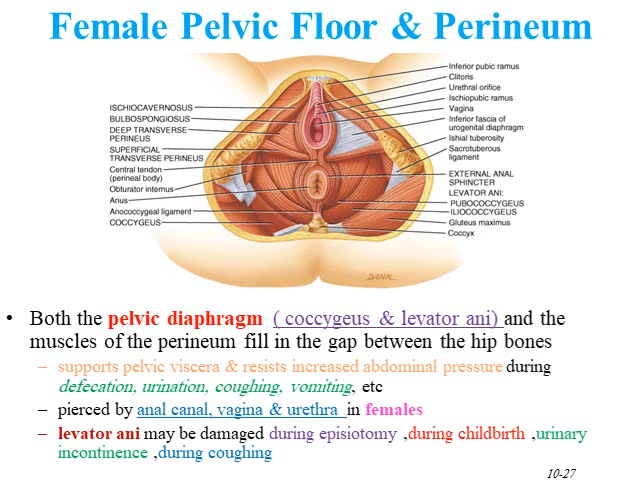 Female Pelvic Floor & Perineum
ISCHIOCAVERNOSUS
BULBOSPONGIOSUS
DEEP TRANSVERSE
PERINEUS
SUPERFICIAL
TRANSVERSE PERINEUS
Central tendon
(perineal body)
Obturator internus
Anus
Anococcygeal ligament
COCCYGEUS
Inferior pubic ramus
Clitoris
Urethral orifice
Ischiopubic ramus
Vagina
Inferior fascia of
urogenital diaphragm
Ishial tuberosity
Sacrotuberous
ligament
EXTERNAL ANAL
SPHINCTER
LEVATOR ANI:
PUBOCOCCYGEUS
ILIOCOCCYGEUS
Gluteus maximus
Coccyx
DANK
• Both the pelvic diaphragm ( coccygeus & levator ani) and the
muscles of the perineum fill in the gap between the hip bones
– supports pelvic viscera & resists increased abdominal pressure during
defecation, urination, coughing, vomiting, etc
– pierced by anal canal, vagina & urethra in females
– levator ani may be damaged during episiotomy ,during childbirth ,urinary
incontinence ,during coughing
10-27